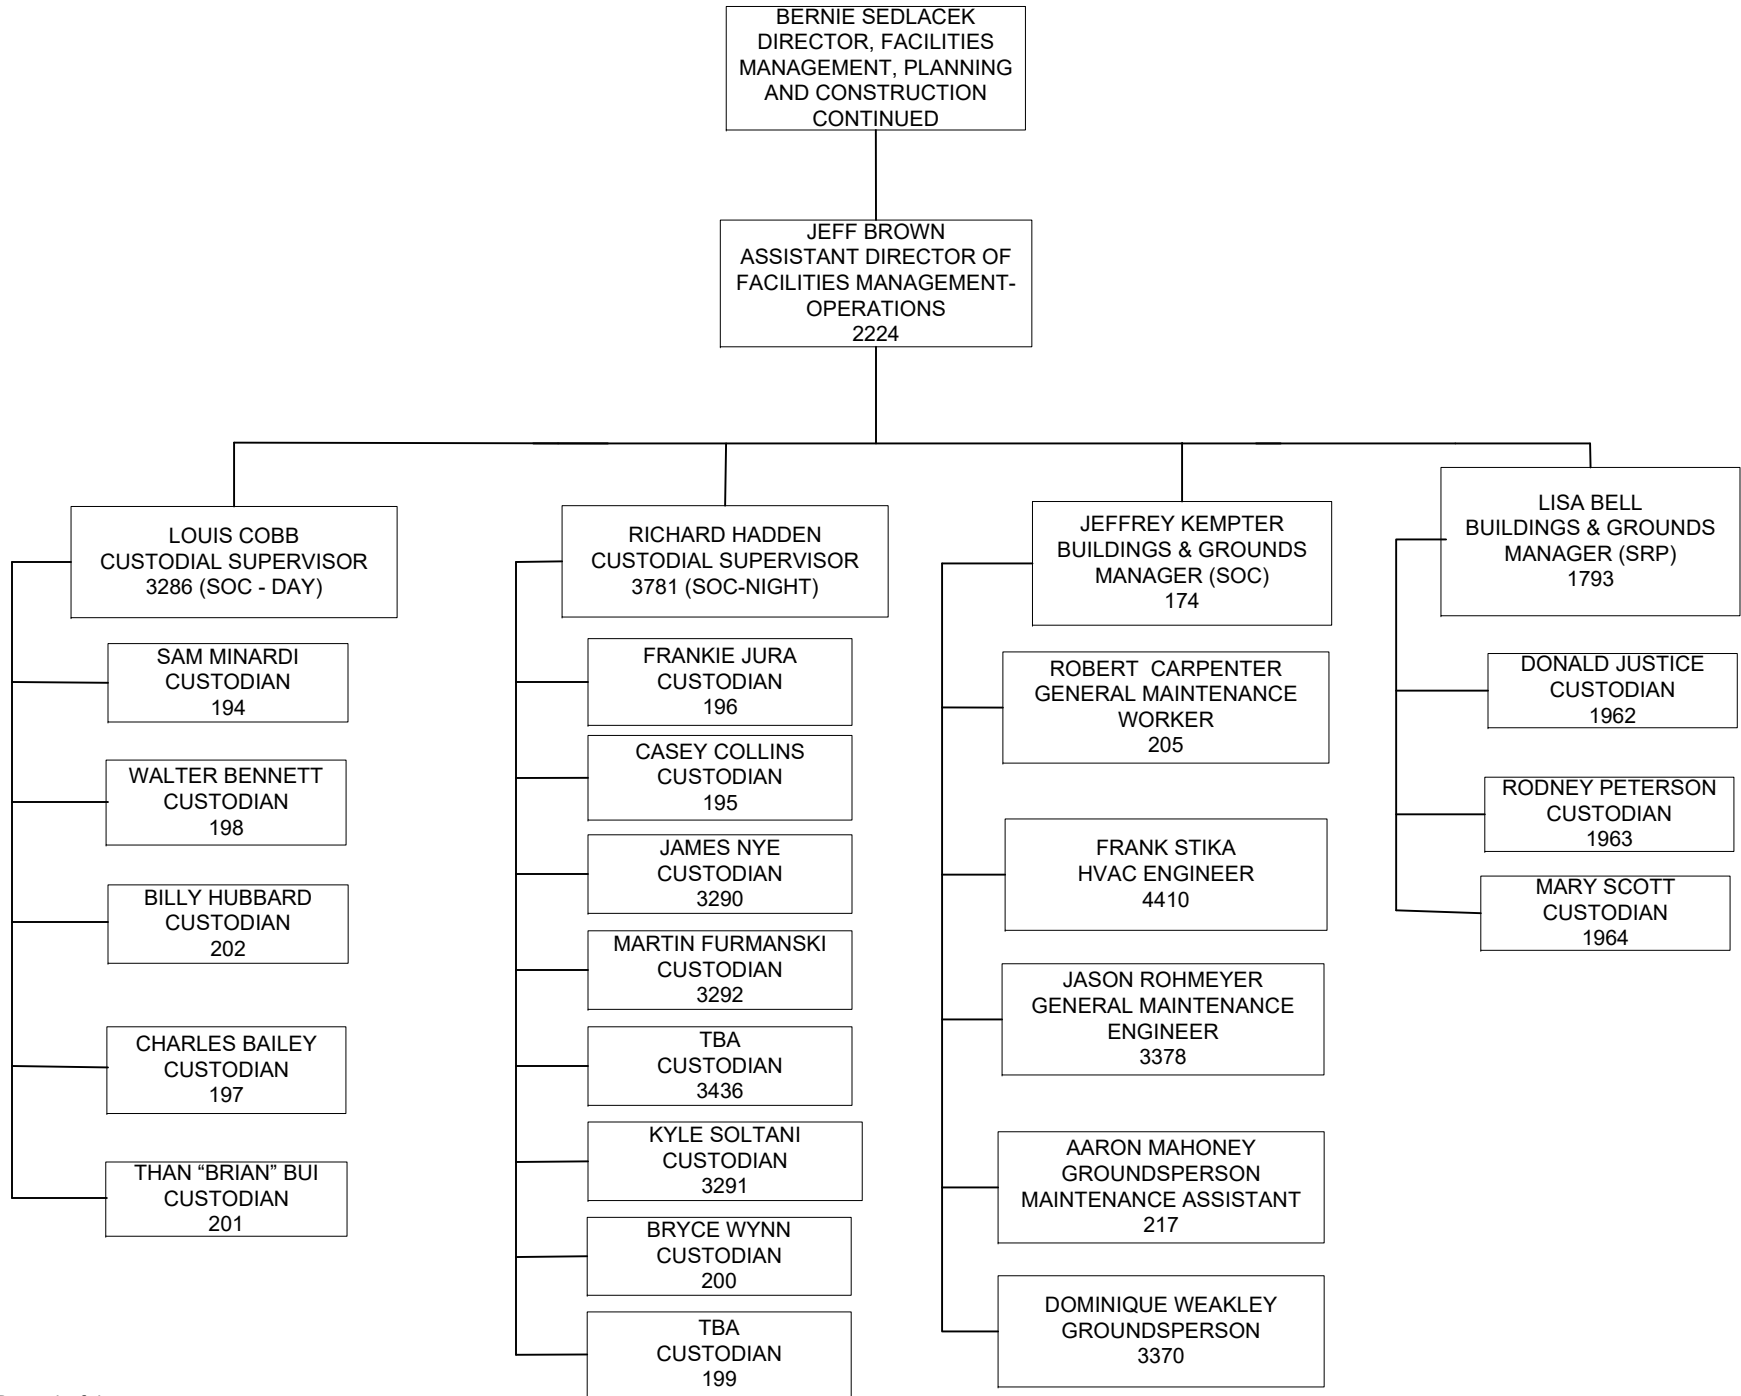 BERNIE SEDLACEK
DIRECTOR, FACILITIES
MANAGEMENT, PLANNING
AND CONSTRUCTION
CONTINUED
JEFF BROWN
ASSISTANT DIRECTOR OF
FACILITIES MANAGEMENT-
OPERATIONS
2224
LOUIS COBB
CUSTODIAL SUPERVISOR
3286 (SOC - DAY)
SAM MINARDI
CUSTODIAN
194
WALTER BENNETT
CUSTODIAN
198
BILLY HUBBARD
CUSTODIAN
202
CHARLES BAILEY
CUSTODIAN
197
THAN “BRIAN” BUI
CUSTODIAN
201
RICHARD HADDEN
CUSTODIAL SUPERVISOR
3781 (SOC-NIGHT)
FRANKIE JURA
CUSTODIAN
196
CASEY COLLINS
CUSTODIAN
195
JAMES NYE
CUSTODIAN
3290
MARTIN FURMANSKI
CUSTODIAN
3292
TBA
CUSTODIAN
3436
KYLE SOLTANI
CUSTODIAN
3291
BRYCE WYNN
CUSTODIAN
200
TBA
CUSTODIAN
199
JEFFREY KEMPTER
BUILDINGS & GROUNDS
MANAGER (SOC)
174
ROBERT  CARPENTER
GENERAL MAINTENANCE
WORKER
205
FRANK STIKA
HVAC ENGINEER
4410
JASON ROHMEYER
GENERAL MAINTENANCE
ENGINEER
3378
AARON MAHONEY
GROUNDSPERSON
MAINTENANCE ASSISTANT
217
DOMINIQUE WEAKLEY
GROUNDSPERSON
3370
LISA BELL
BUILDINGS & GROUNDS
MANAGER (SRP)
1793
DONALD JUSTICE
CUSTODIAN
1962
RODNEY PETERSON
CUSTODIAN
1963
MARY SCOTT
CUSTODIAN
1964